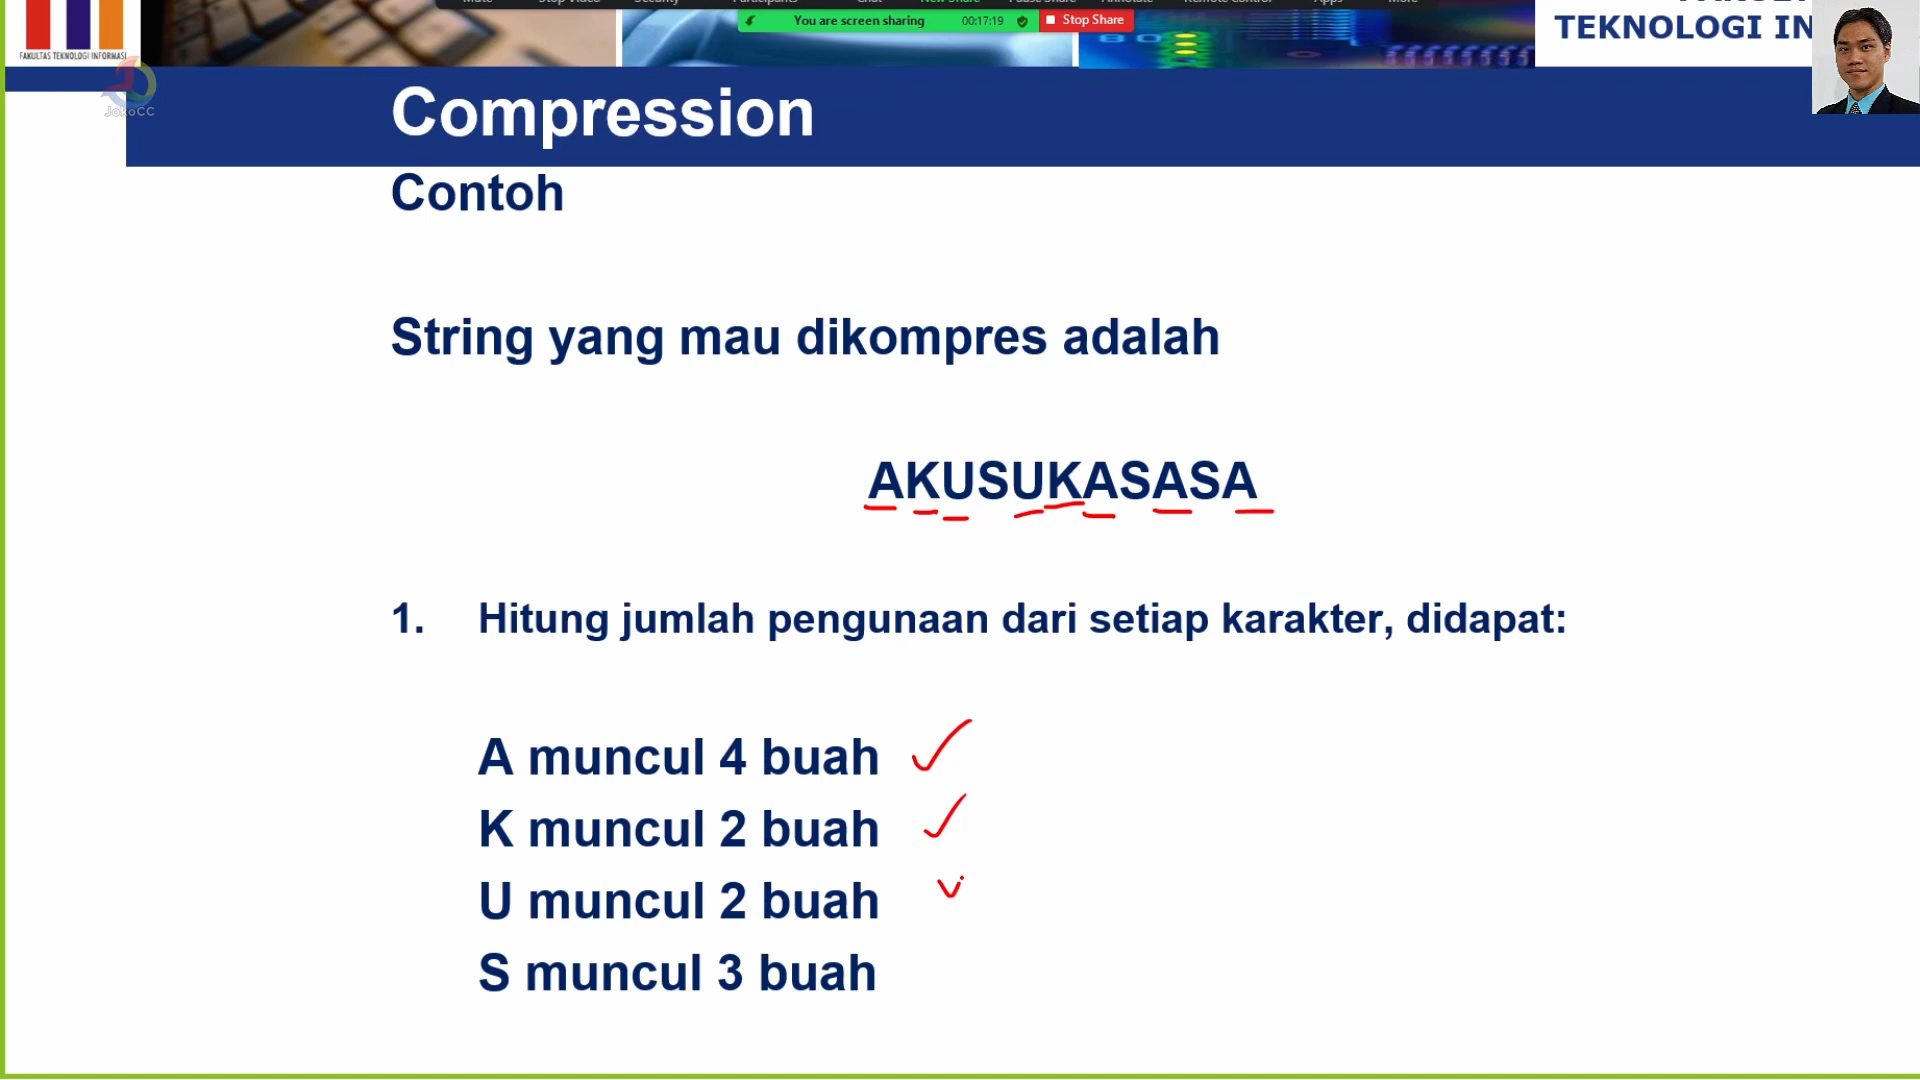 You are screen sharing 00:17:19 Stop Share
TEKNOLOGI IN
FAKULTAS TEKNOLOGI INFORMASI
JokoCC
Compression
Contoh
String yang mau dikompres adalah
AKUSUKASASA
1. Hitung jumlah pengunaan dari setiap karakter, didapat:
A muncul 4 buah
K muncul 2 buah
U muncul 2 buah
S muncul 3 buah